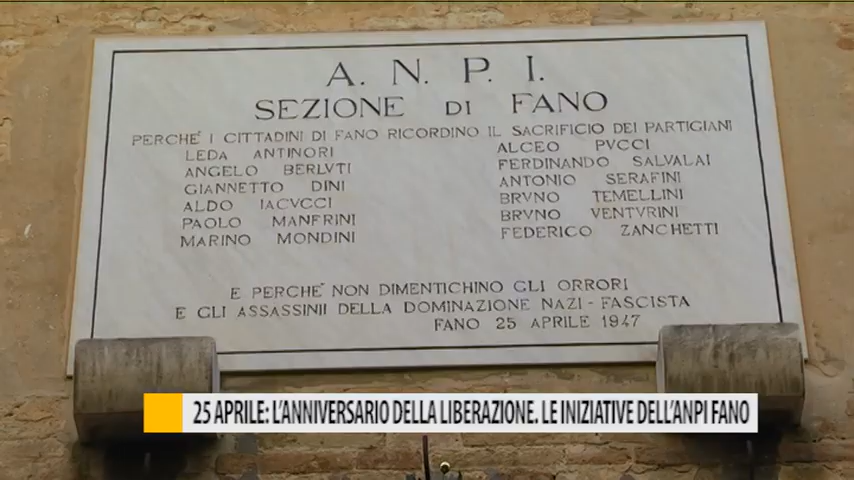 A. N. P. I.
SEZIONE DI FANO
PERCHE' I CITTADINI DI FANO RICORDINO IL SACRIFICIO DEI PARTIGIANI
LEDA ANTINORI
ANGELO BERLVTI
GIANNETTO DINI
ALDO IACVCCI
PAOLO MANFRINI
MARINO MONDINI
ALCEO PVCCI
FERDINANDO SALVALAI
ANTONIO SERAFINI
BRVNO TEMELLINI
BRVNO VENTVRINI
FEDERICO ZANCHETTI
E PERCHE' NON DIMENTICHINO GLI ORRORI
E GLI ASSASSINII DELLA DOMINAZIONE NAZI-FASCISTA
FANO 25 APRILE 1947
25 APRILE: L'ANNIVERSARIO DELLA LIBERAZIONE. LE INIZIATIVE DELL'ANPI FANO